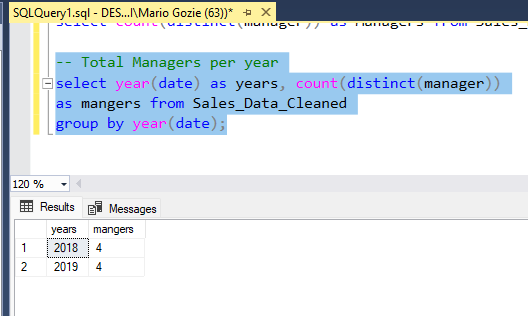 SQLQuery1.sql - DES...I\Mario Gozie (63))*
select count(distinct(manager)) as Managers from Sales_
-- Total Managers per year
select year(date) as years, count(distinct(manager))
as mangers from Sales_Data_Cleaned
group by year(date);
120 %
Results Messages
years mangers
1 2018 4
2 2019 4